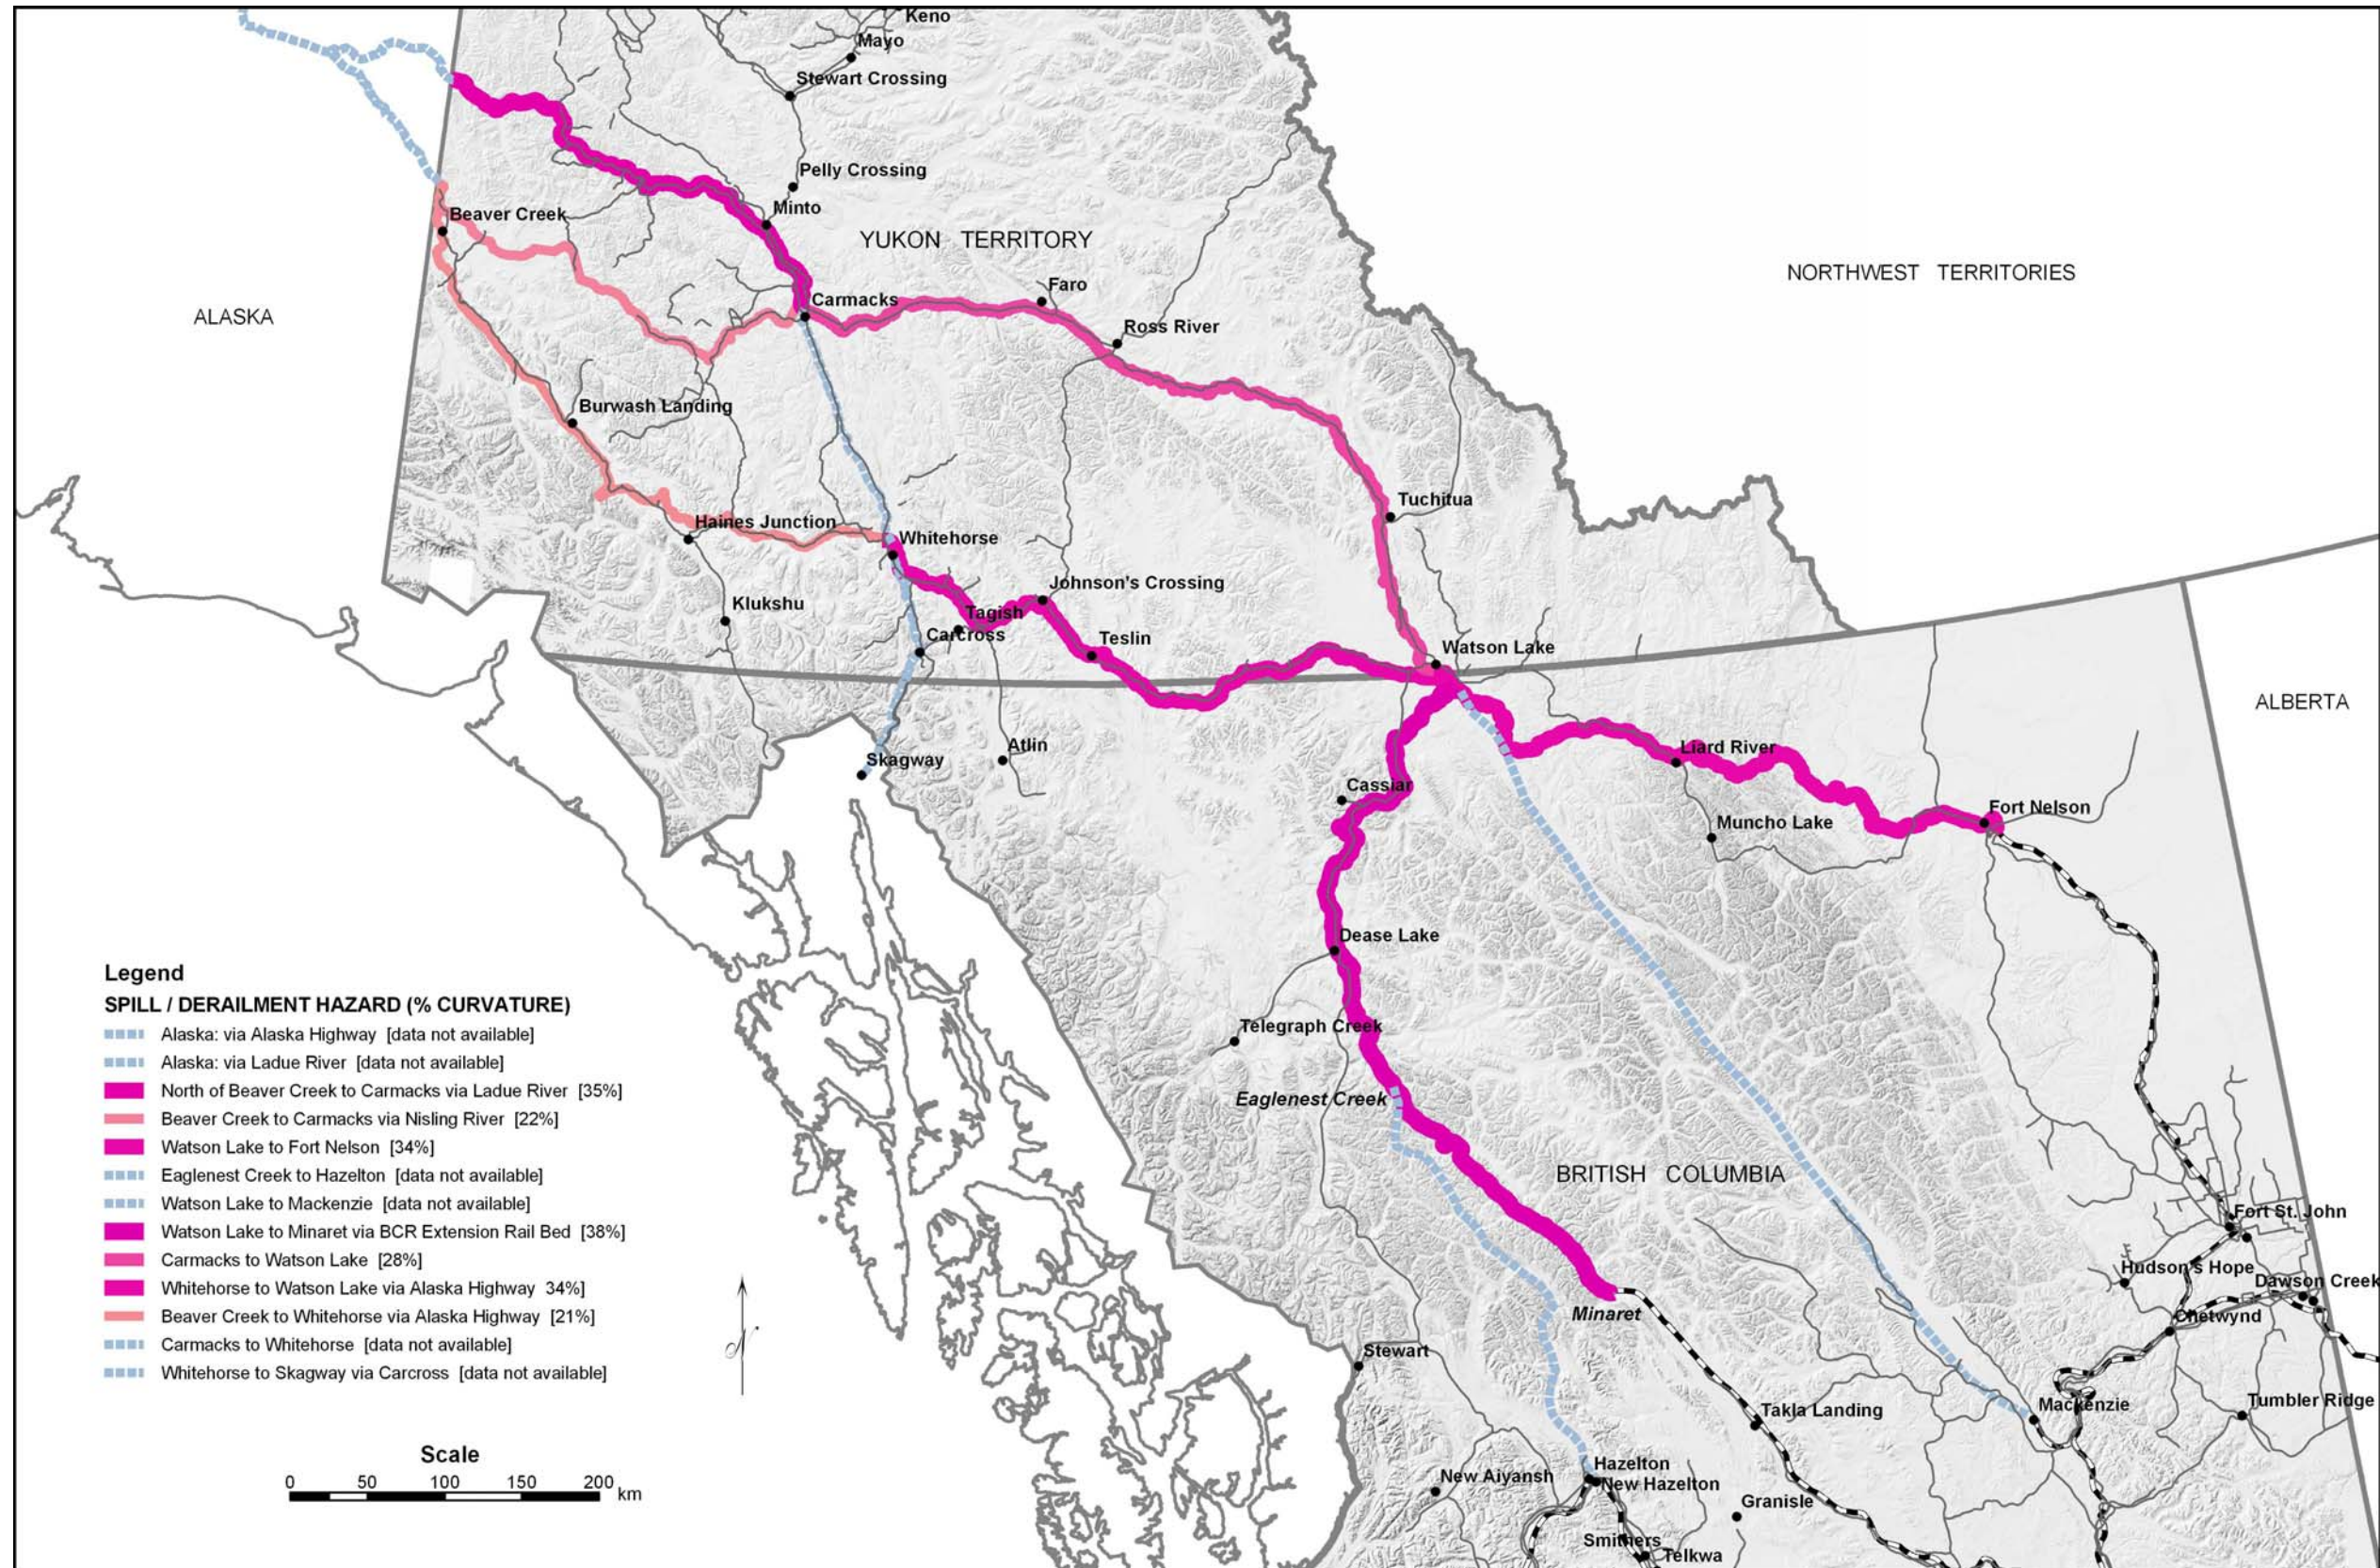 Keno
Mayo
Stewart Crossing
Pelly Crossing
Minto
Beaver Creek
YUKON TERRITORY
NORTHWEST TERRITORIES
Faro
Carmacks
ALASKA
Ross River
Burwash Landing
Tuchitua
Haines Junction
Whitehorse
Johnson's Crossing
Klukshu
Tagish
Carcross
Teslin
Watson Lake
ALBERTA
Atlin
Liard River
Skagway
Cassiar
Fort Nelson
Muncho Lake
Dease Lake
Telegraph Creek
Eaglenest Creek
BRITISH COLUMBIA
Fort St. John
Hudson's Hope
Dawson Creek
Minaret
Chetwynd
Stewart
Takla Landing
Mackenzie
Tumbler Ridge
Hazelton
New Aiyansh
New Hazelton
Granisle
Smithers
Telkwa
Legend
SPILL / DERAILMENT HAZARD (% CURVATURE)
Alaska: via Alaska Highway [data not available]
Alaska: via Ladue River [data not available]
North of Beaver Creek to Carmacks via Ladue River [35%]
Beaver Creek to Carmacks via Nisling River [22%]
Watson Lake to Fort Nelson [34%]
Eaglenest Creek to Hazelton [data not available]
Watson Lake to Mackenzie [data not available]
Watson Lake to Minaret via BCR Extension Rail Bed [38%]
Carmacks to Watson Lake [28%]
Whitehorse to Watson Lake via Alaska Highway 34%]
Beaver Creek to Whitehorse via Alaska Highway [21%]
Carmacks to Whitehorse [data not available]
Whitehorse to Skagway via Carcross [data not available]
N
Scale
0 50 100 150 200 km